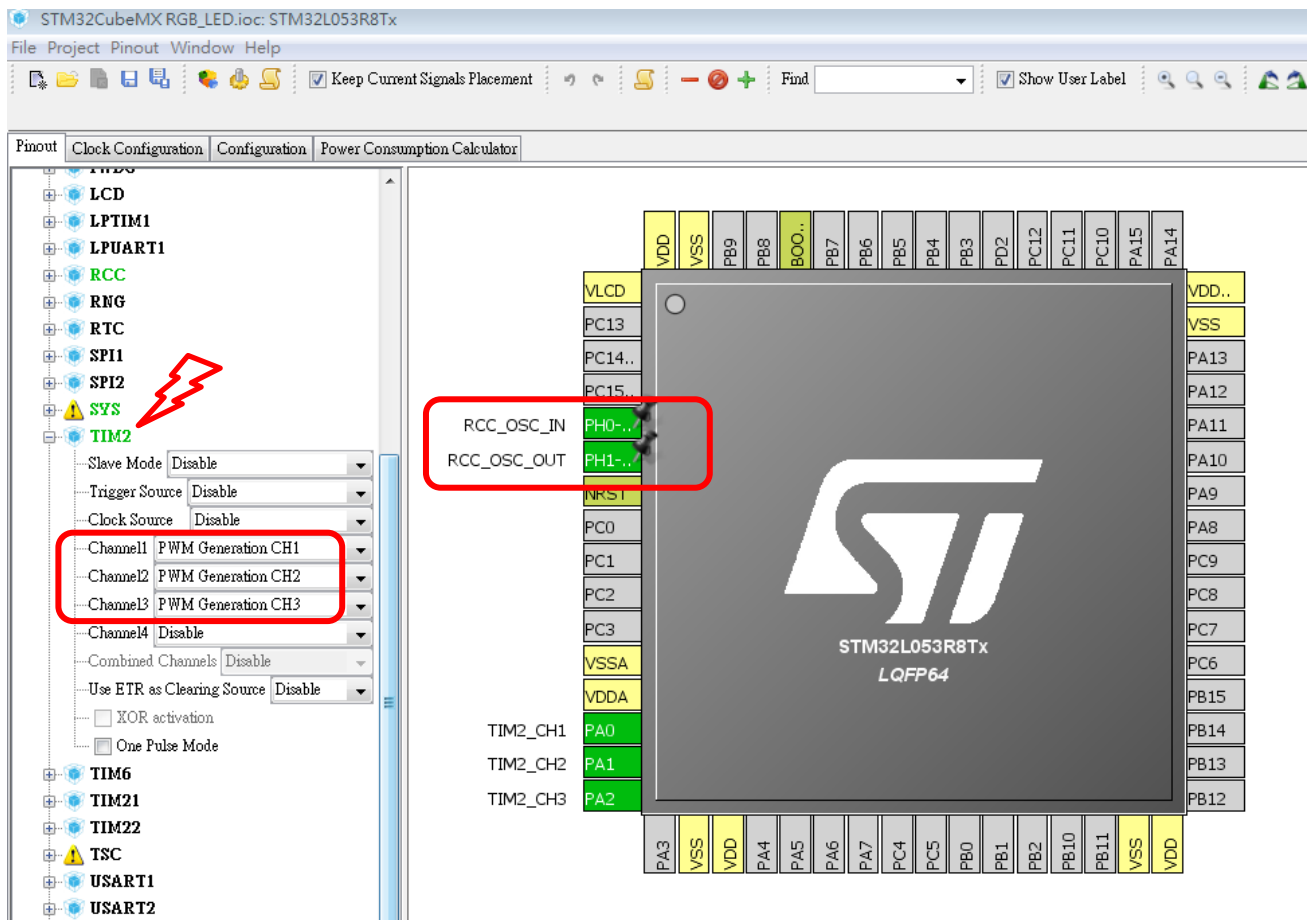 STM32CubeMX RGB_LED.ioc: STM32L053R8Tx
File Project Pinout Window Help
Keep Current Signals Placement Find Show User Label
Pinout Clock Configuration Configuration Power Consumption Calculator
LCD
LPTIM1
LPUART1
RCC
RNG
RTC
SPI1
SPI2
SYS
TIM2
Slave Mode Disable
Trigger Source Disable
Clock Source Disable
Channel1 PWM Generation CH1
Channel2 PWM Generation CH2
Channel3 PWM Generation CH3
Channel4 Disable
Combined Channels Disable
Use ETR as Clearing Source Disable
XOR activation
One Pulse Mode
TIM6
TIM21
TIM22
TSC
USART1
USART2
VDD
VSS
PB9
PB8
BOO..
PB7
PB6
PB5
PB4
PB3
PD2
PC12
PC11
PC10
PA15
PA14
VLCD
PC13
PC14..
PC15..
RCC_OSC_IN PH0-..
RCC_OSC_OUT PH1-..
NRST
PC0
PC1
PC2
PC3
VSSA
VDDA
TIM2_CH1 PA0
TIM2_CH2 PA1
TIM2_CH3 PA2
ST
STM32L053R8Tx
LQFP64
VDD..
VSS
PA13
PA12
PA11
PA10
PA9
PA8
PC9
PC8
PC7
PC6
PB15
PB14
PB13
PB12
PA3
VSS
VDD
PA4
PA5
PA6
PA7
PC4
PC5
PB0
PB1
PB2
PB10
PB11
VSS
VDD